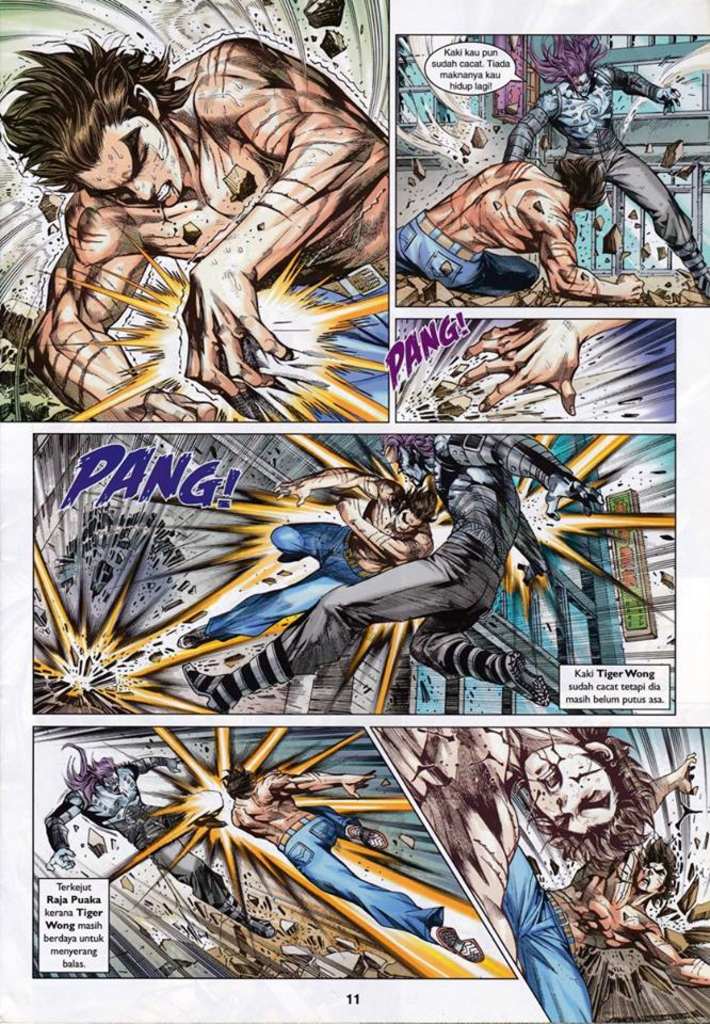 Kaki kau pun
sudah cacat. Tiada
maknanya kau
hidup lagi!
PANG!
PANG!
Kaki Tiger Wong
sudah cacat tetapi dia
masih belum putus asa.
Terkejut
Raja Puaka
kerana Tiger
Wong masih
berdaya untuk
menyerang
balas.
11